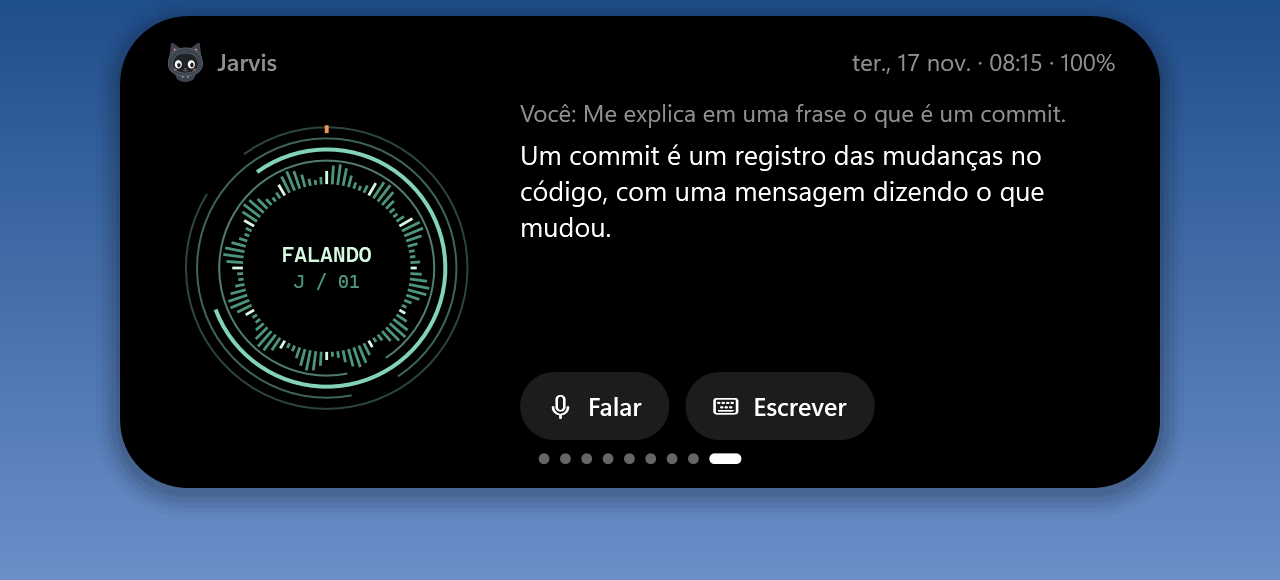 Jarvis
ter., 17 nov. · 08:15 · 100%
Você: Me explica em uma frase o que é um commit.
Um commit é um registro das mudanças no
código, com uma mensagem dizendo o que
mudou.
FALANDO
J / 01
Falar
Escrever